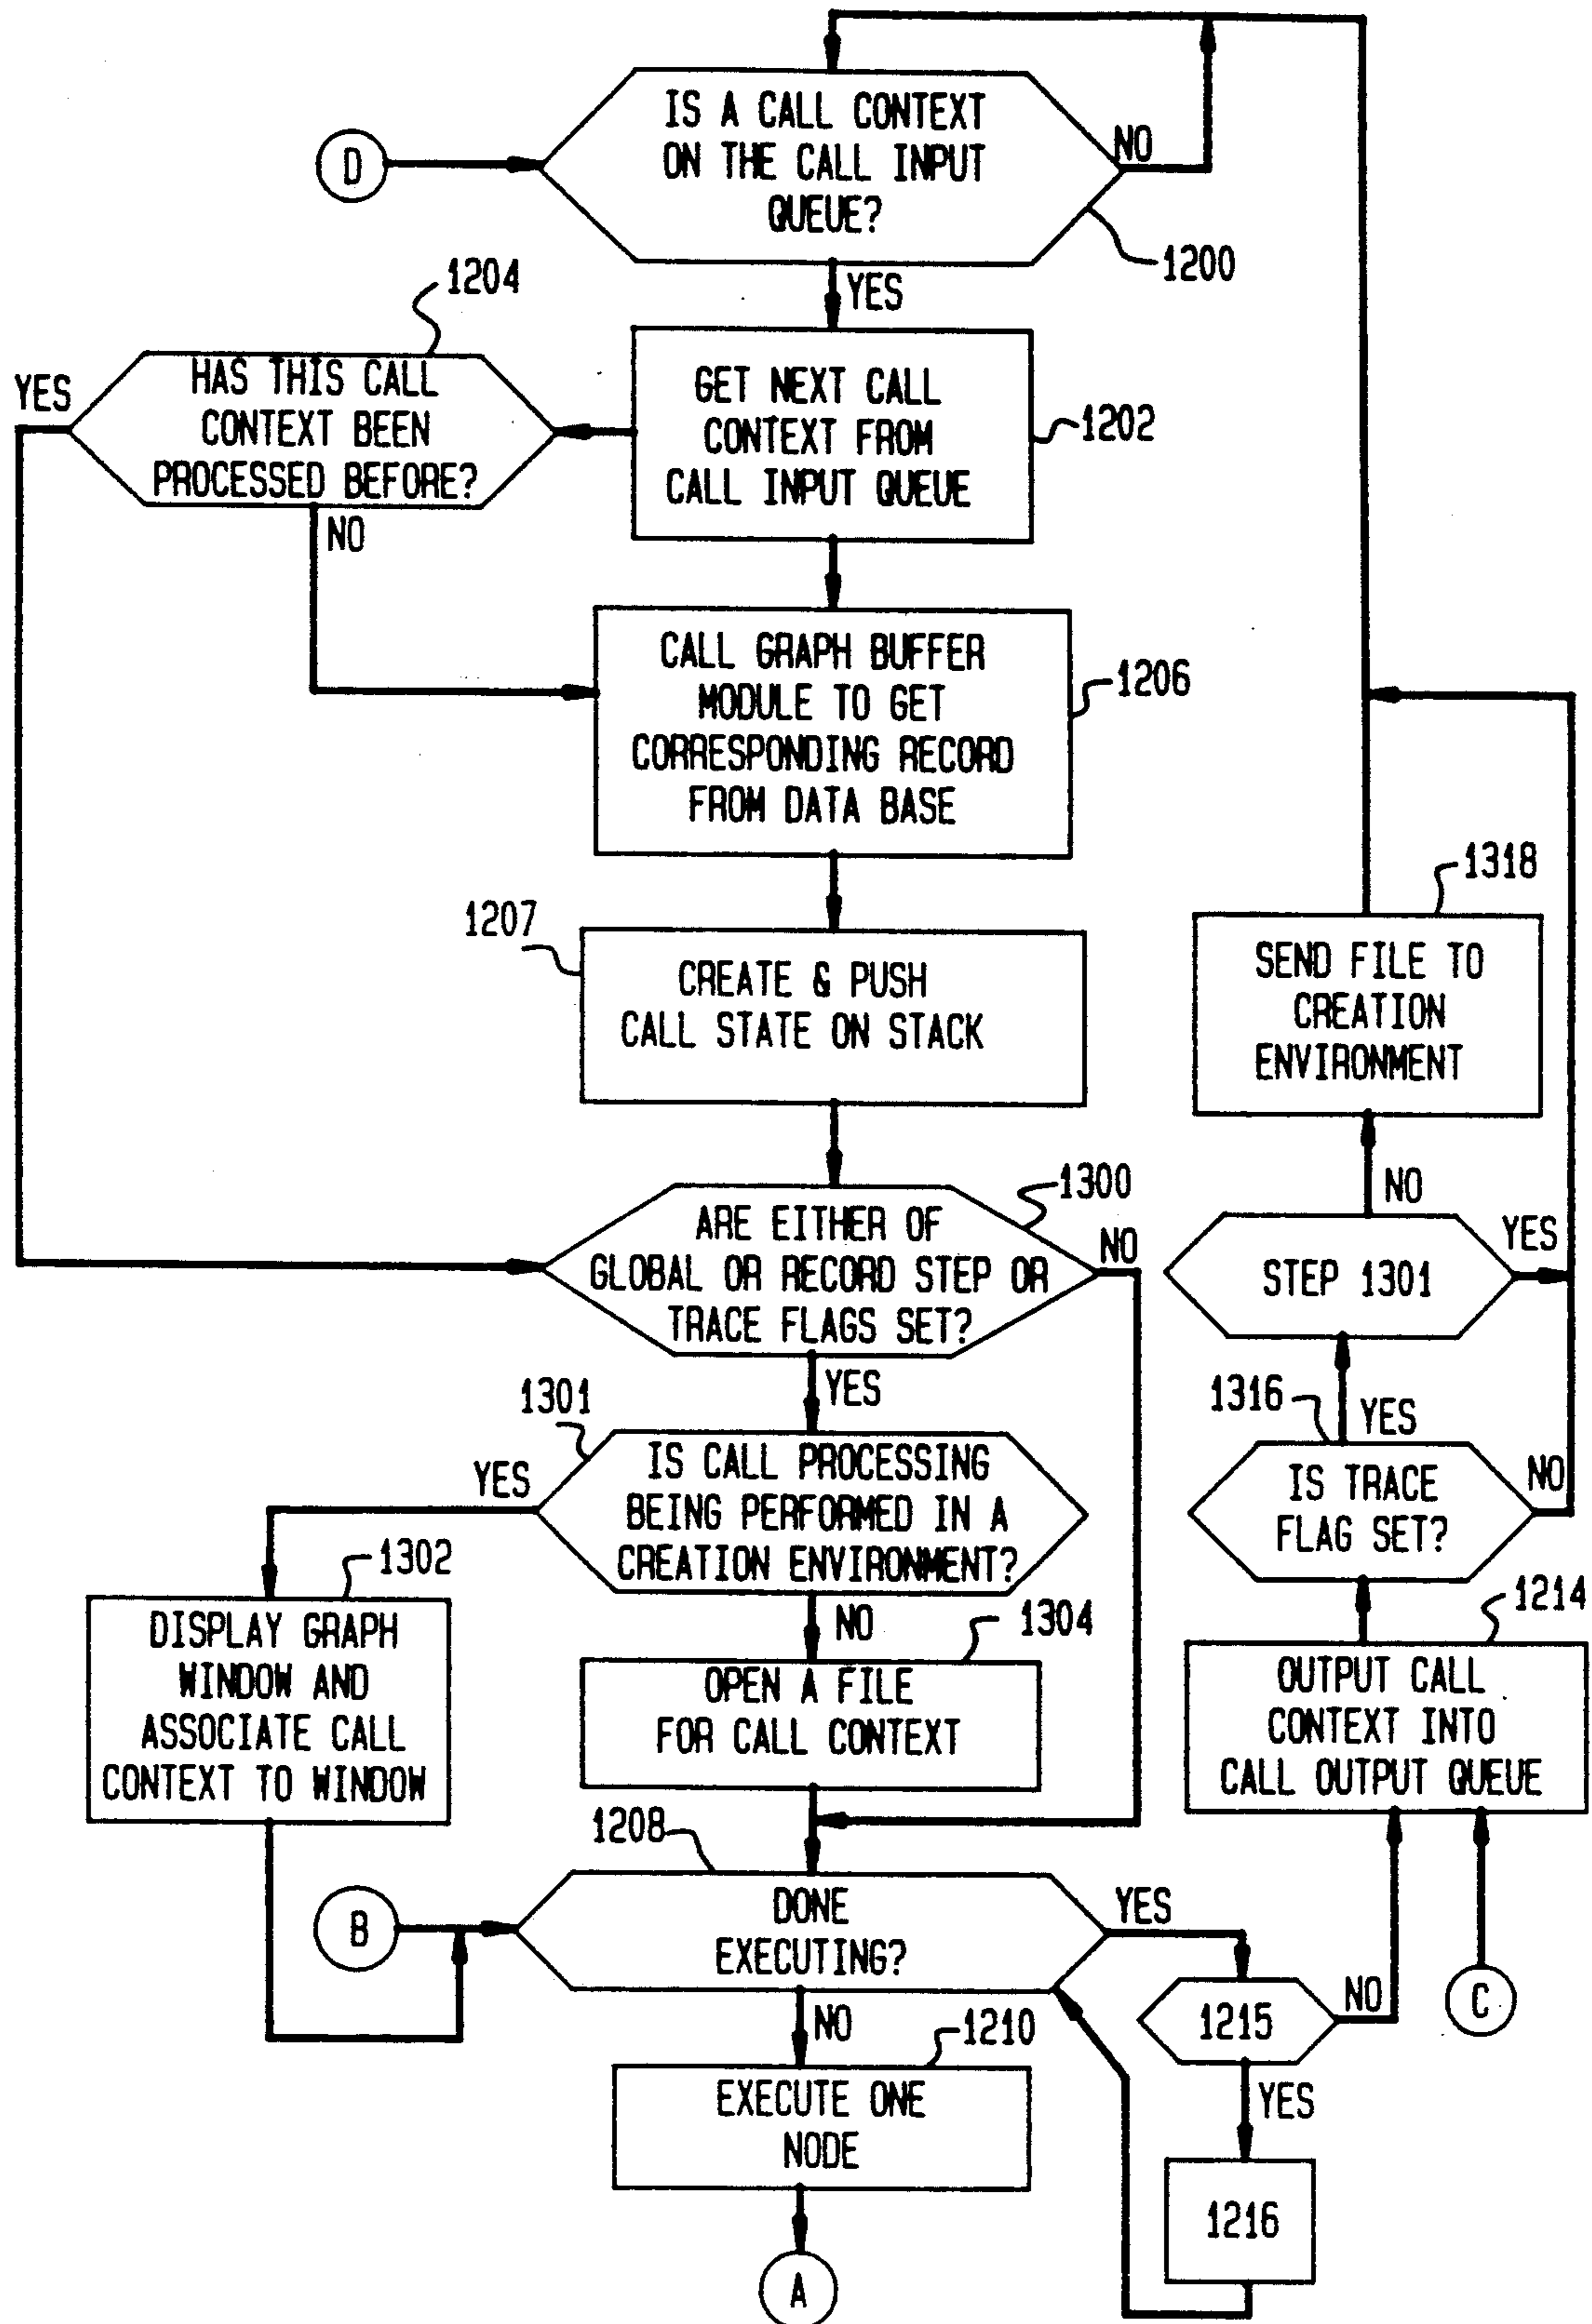 IS A CALL CONTEXT
ON THE CALL INPUT
QUEUE?
NO
D
1200
YES
1204
HAS THIS CALL
CONTEXT BEEN
PROCESSED BEFORE?
YES
NO
GET NEXT CALL
CONTEXT FROM
CALL INPUT QUEUE
1202
CALL GRAPH BUFFER
MODULE TO GET
CORRESPONDING RECORD
FROM DATA BASE
1206
1207
CREATE & PUSH
CALL STATE ON STACK
1318
SEND FILE TO
CREATION
ENVIRONMENT
NO
1300
ARE EITHER OF
GLOBAL OR RECORD STEP OR
TRACE FLAGS SET?
NO
YES
STEP 1301
YES
1301
IS CALL PROCESSING
BEING PERFORMED IN A
CREATION ENVIRONMENT?
YES
NO
1316
YES
IS TRACE
FLAG SET?
NO
1302
DISPLAY GRAPH
WINDOW AND
ASSOCIATE CALL
CONTEXT TO WINDOW
1304
OPEN A FILE
FOR CALL CONTEXT
1214
OUTPUT CALL
CONTEXT INTO
CALL OUTPUT QUEUE
1208
B
DONE
EXECUTING?
YES
NO
1215
NO
C
YES
1210
EXECUTE ONE
NODE
1216
A